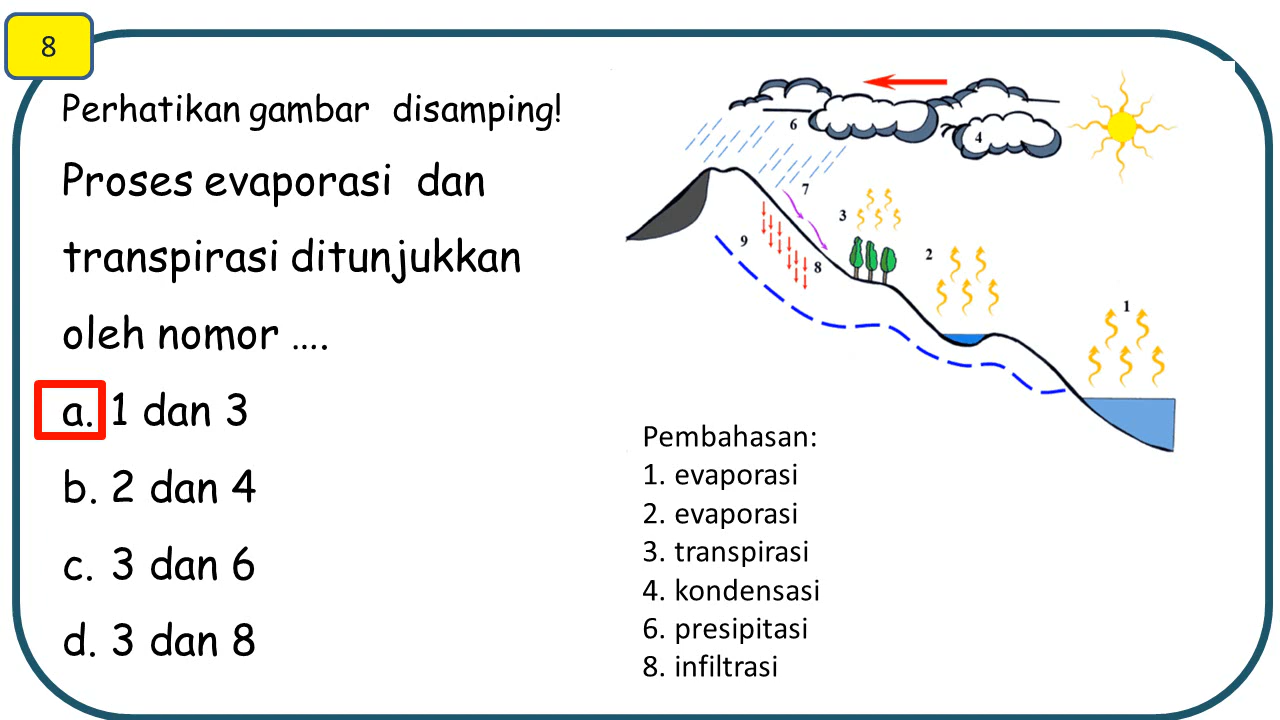 8
Perhatikan gambar disamping!
Proses evaporasi dan
transpirasi ditunjukkan
oleh nomor ....
a. 1 dan 3
b. 2 dan 4
c. 3 dan 6
d. 3 dan 8
6
4
7
3
9
8
2
1
Pembahasan:
1. evaporasi
2. evaporasi
3. transpirasi
4. kondensasi
6. presipitasi
8. infiltrasi